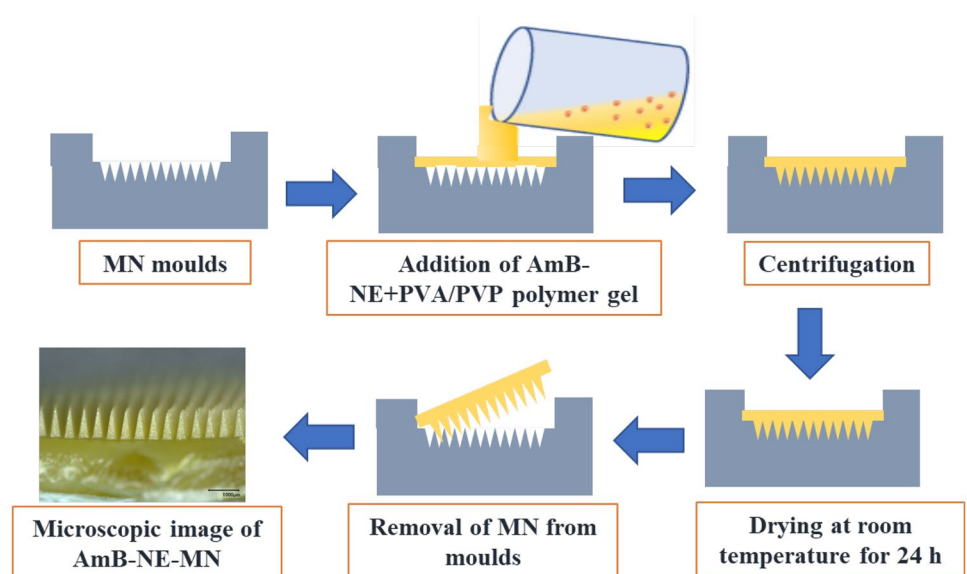 MN moulds
Addition of AmB-
NE+PVA/PVP polymer gel
Centrifugation
Drying at room
temperature for 24 h
Removal of MN from
moulds
1000µm
Microscopic image of
AmB-NE-MN